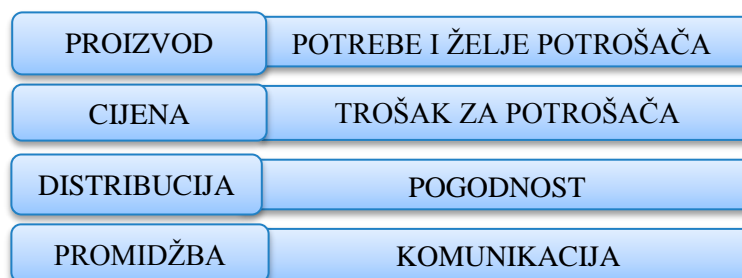 PROIZVOD
POTREBE I ŽELJE POTROŠAČA
CIJENA
TROŠAK ZA POTROŠAČA
DISTRIBUCIJA
POGODNOST
PROMIDŽBA
KOMUNIKACIJA